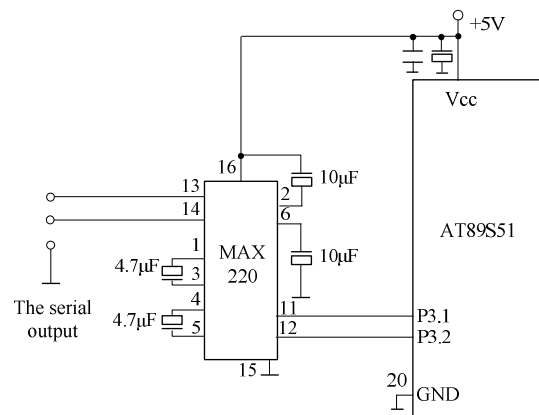 +5V
Vcc
16
13
10μF
2
14
6
AT89S51
1
MAX
220
4.7μF
10μF
3
The serial
output
4
4.7μF
11
P3.1
5
12
P3.2
15
20
GND